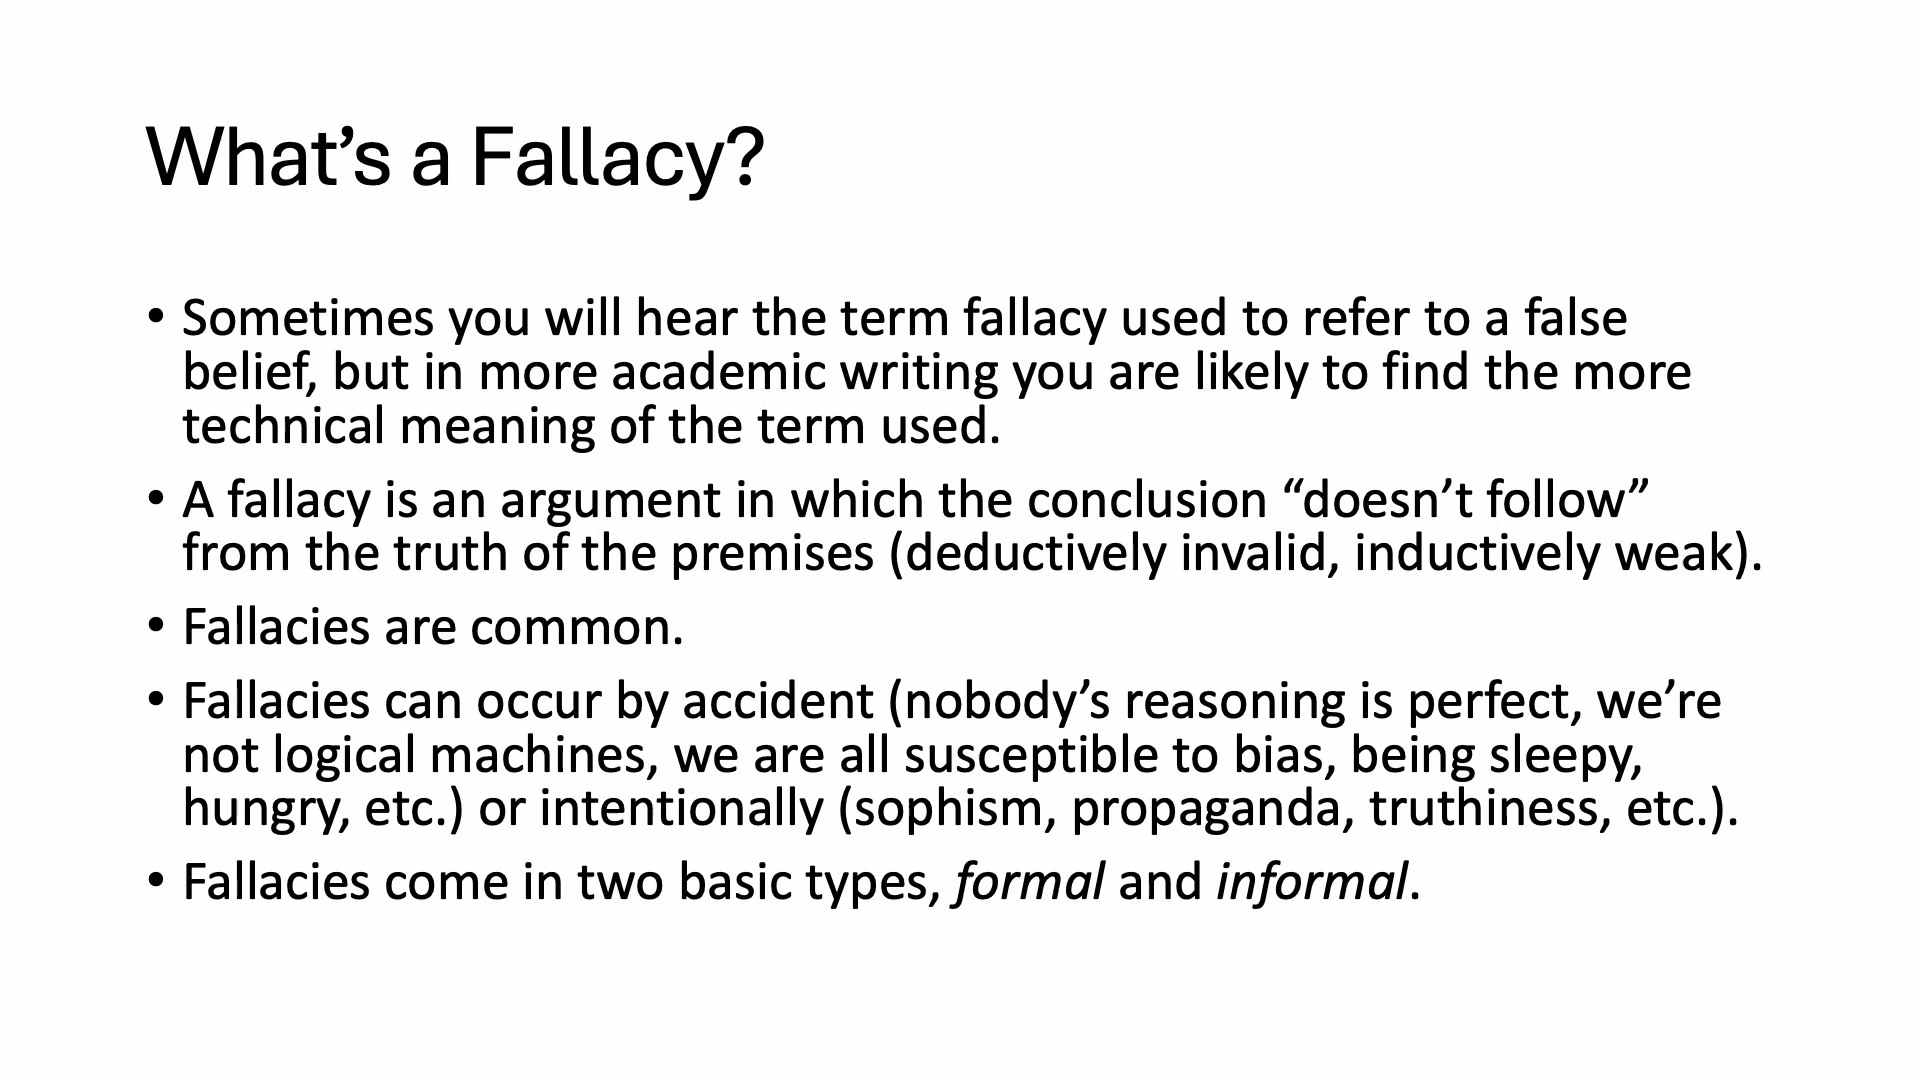 What’s a Fallacy?
• Sometimes you will hear the term fallacy used to refer to a false
belief, but in more academic writing you are likely to find the more
technical meaning of the term used.
• A fallacy is an argument in which the conclusion “doesn’t follow”
from the truth of the premises (deductively invalid, inductively weak).
• Fallacies are common.
• Fallacies can occur by accident (nobody’s reasoning is perfect, we’re
not logical machines, we are all susceptible to bias, being sleepy,
hungry, etc.) or intentionally (sophism, propaganda, truthiness, etc.).
• Fallacies come in two basic types, formal and informal.